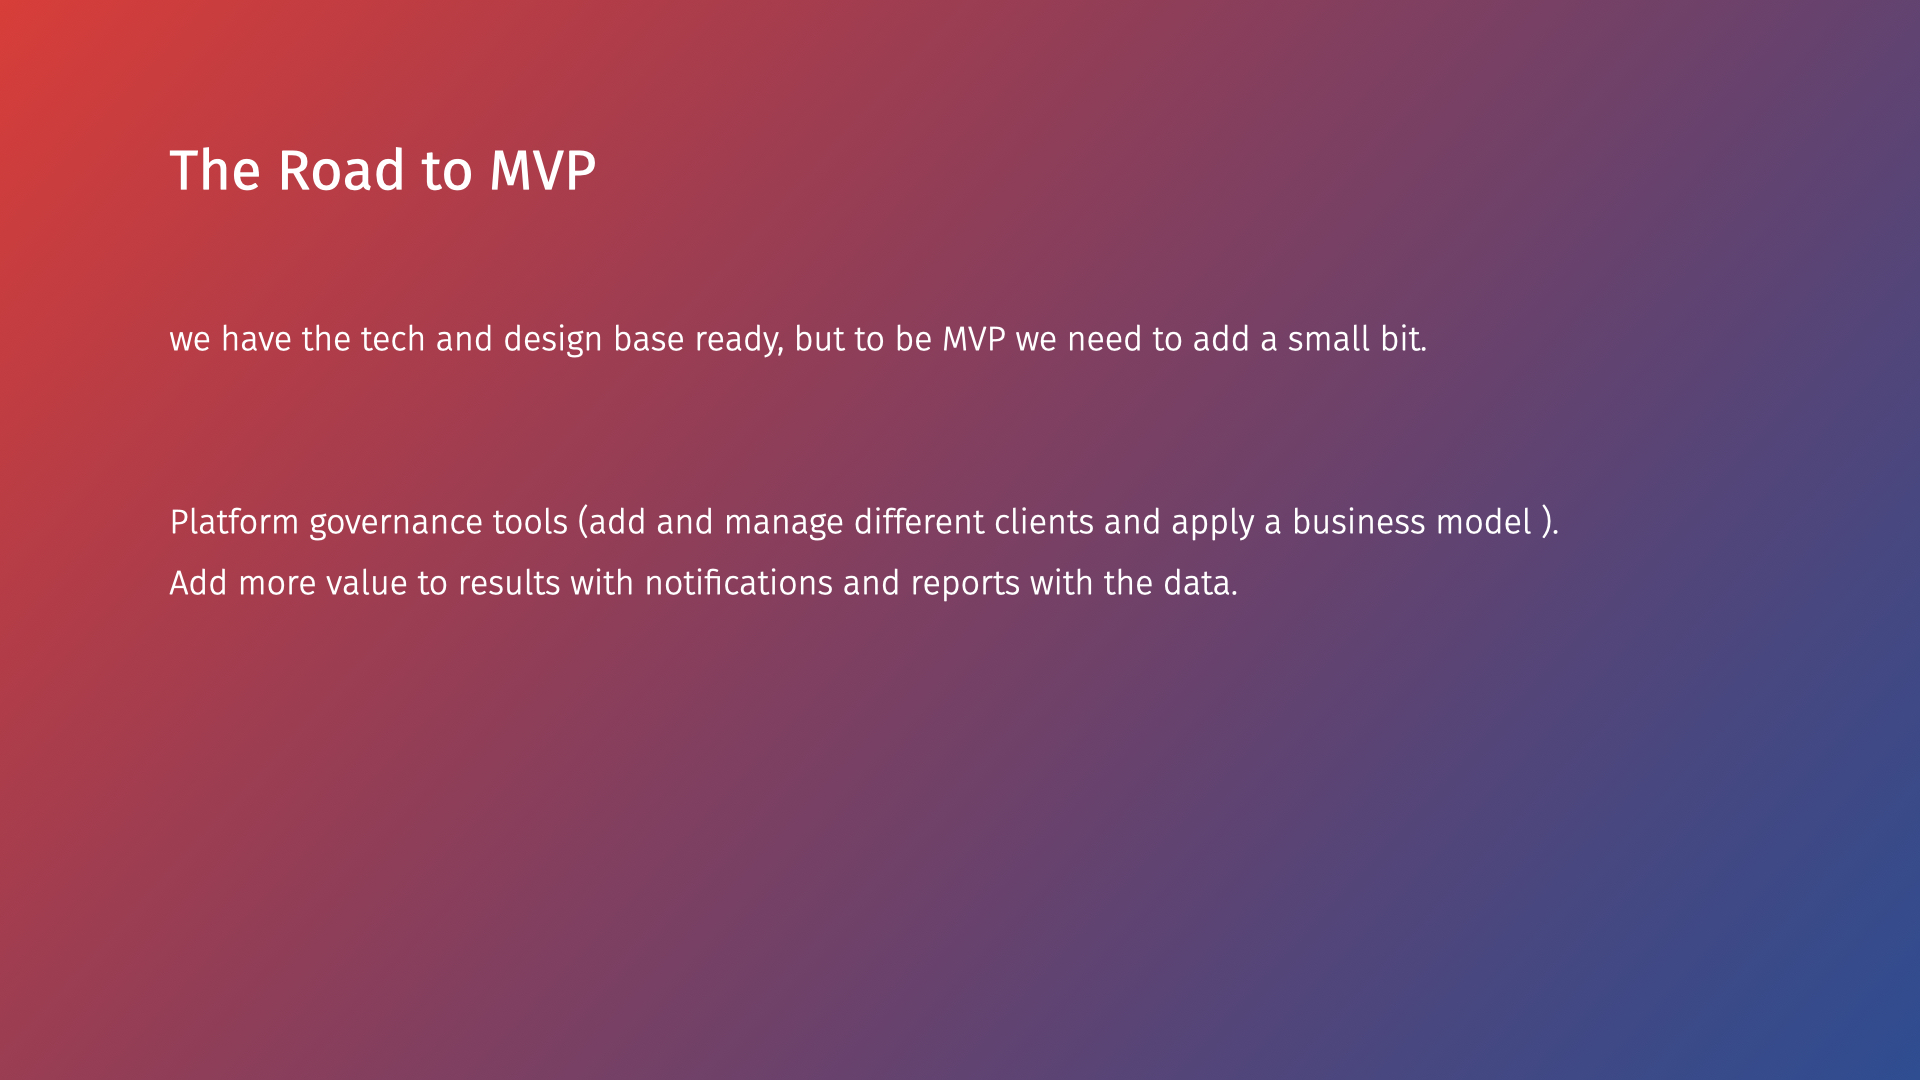 The Road to MVP
we have the tech and design base ready, but to be MVP we need to add a small bit.
Platform governance tools (add and manage different clients and apply a business model ).
Add more value to results with notifications and reports with the data.